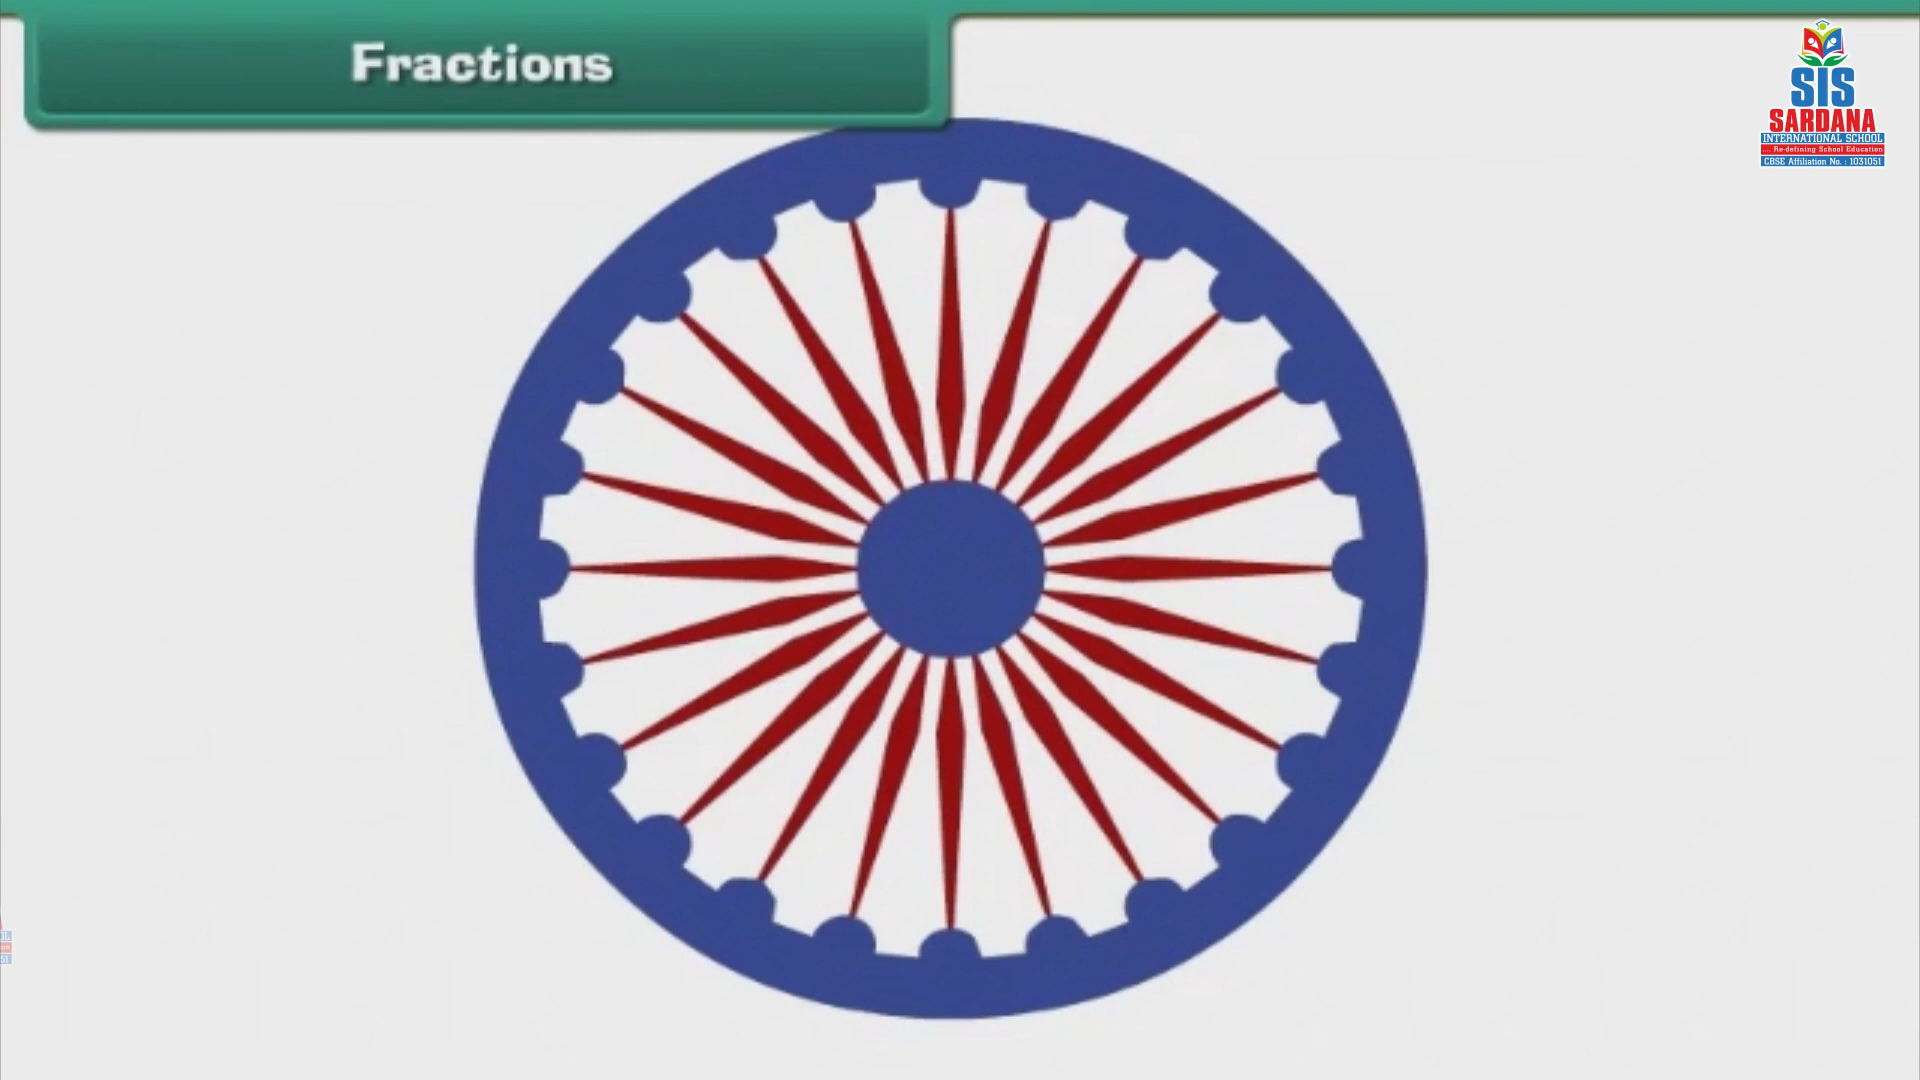 Fractions
SIS
SARDANA
INTERNATIONAL SCHOOL
.... Re-defining School Education
CBSE Affiliation No. : 1031051